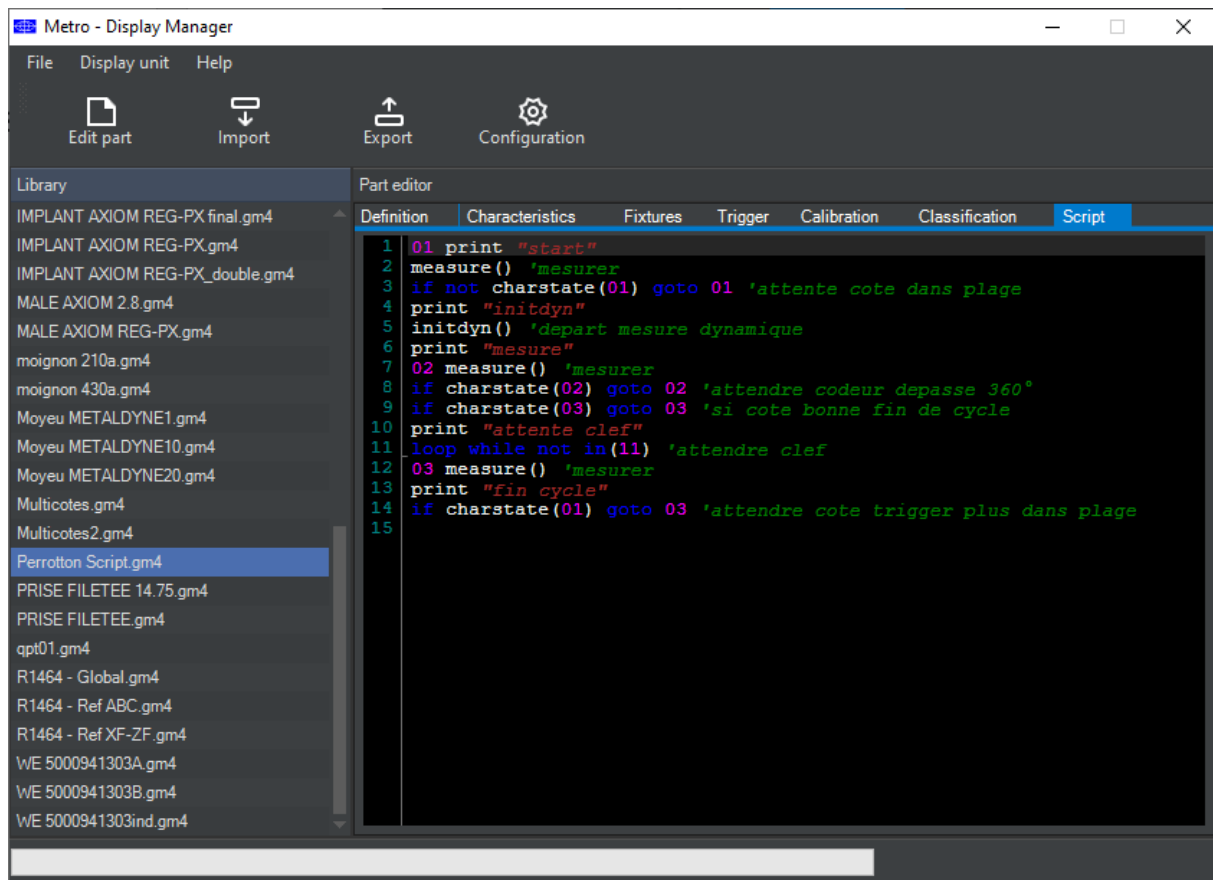 Metro - Display Manager
File Display unit Help
Edit part Import Export Configuration
Library
IMPLANT AXIOM REG-PX final.gm4
IMPLANT AXIOM REG-PX.gm4
IMPLANT AXIOM REG-PX_double.gm4
MALE AXIOM 2.8.gm4
MALE AXIOM REG-PX.gm4
moignon 210a.gm4
moignon 430a.gm4
Moyeu METALDYNE1.gm4
Moyeu METALDYNE10.gm4
Moyeu METALDYNE20.gm4
Multicotes.gm4
Multicotes2.gm4
Perrotton Script.gm4
PRISE FILETEE 14.75.gm4
PRISE FILETEE.gm4
qpt01.gm4
R1464 - Global.gm4
R1464 - Ref ABC.gm4
R1464 - Ref XF-ZF.gm4
WE 5000941303A.gm4
WE 5000941303B.gm4
WE 5000941303ind.gm4
Part editor
Definition Characteristics Fixtures Trigger Calibration Classification Script
1 01 print "start"
2 measure() 'mesurer
3 if not charstate(01) goto 01 'attente cote dans plage
4 print "initdyn"
5 initdyn() 'depart mesure dynamique
6 print "mesure"
7 02 measure() 'mesurer
8 if charstate(02) goto 02 'attendre codeur depasse 360°
9 if charstate(03) goto 03 'si cote bonne fin de cycle
10 print "attente clef"
11 loop while not in(11) 'attendre clef
12 03 measure() 'mesurer
13 print "fin cycle"
14 if charstate(01) goto 03 'attendre cote trigger plus dans plage
15